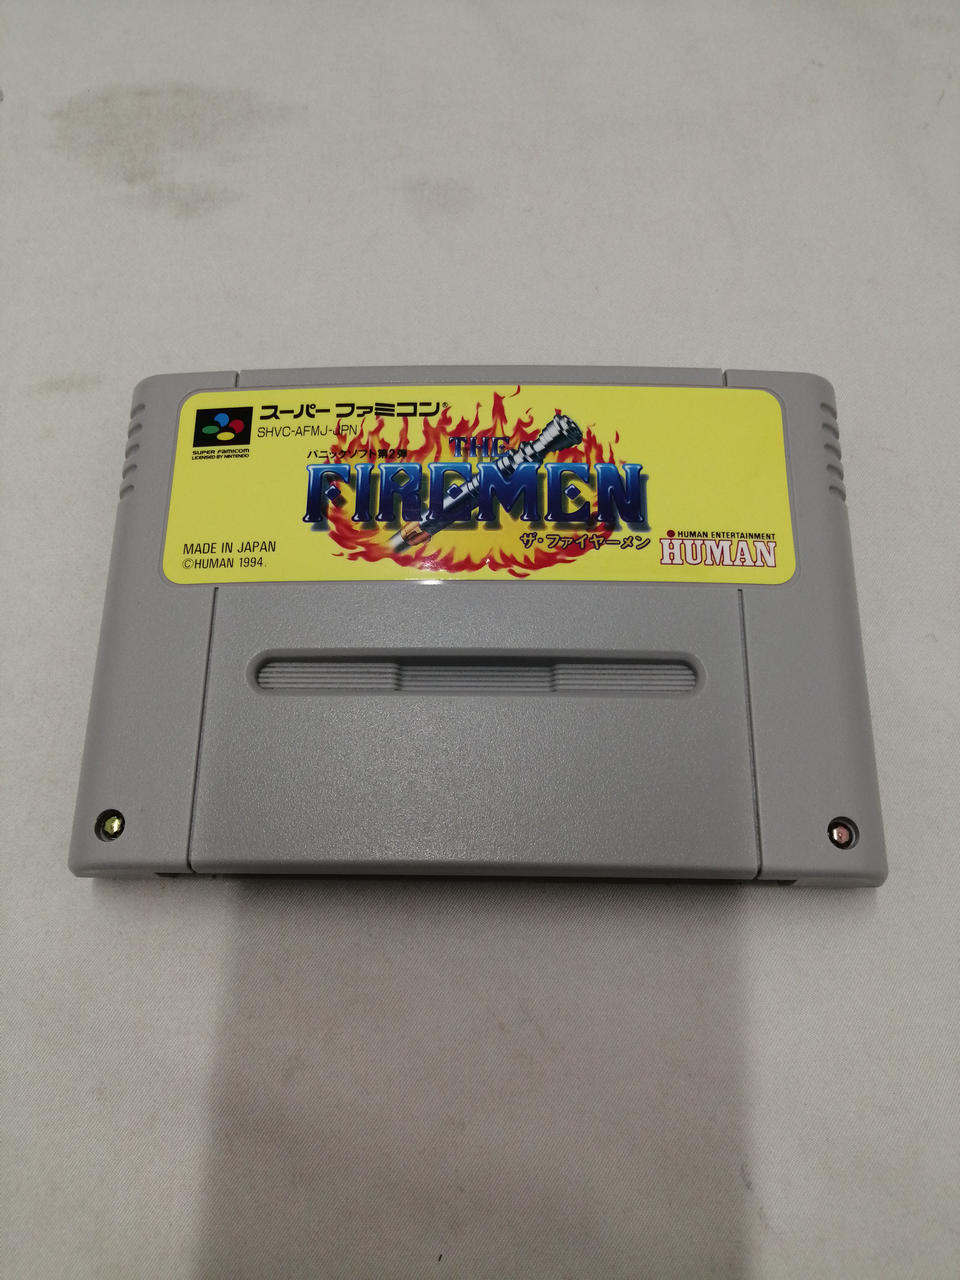 スーパーファミコン®
SHVC-AFMJ-JPN
SUPER FAMICOM
LICENSED BY NINTENDO
パニックソフト第2弾
THE
FIREMEN
ザ・ファイヤーメン
MADE IN JAPAN
©HUMAN 1994.
HUMAN ENTERTAINMENT
HUMAN